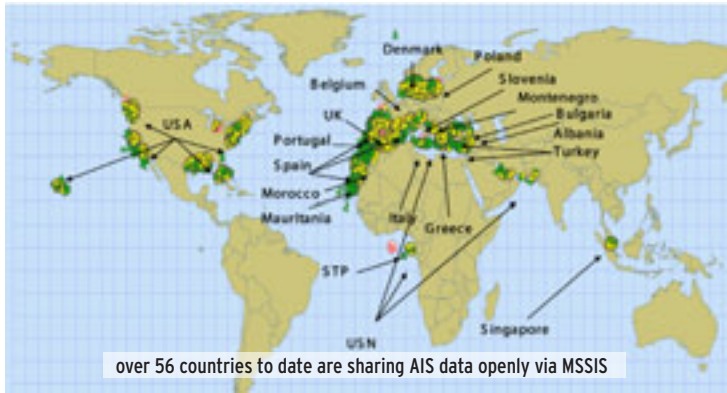 Denmark
Poland
Belgium
Slovenia
Montenegro
USA
UK
Bulgaria
Portugal
Albania
Spain
Turkey
Morocco
Mauritania
Italy
Greece
STP
USN
Singapore
over 56 countries to date are sharing AIS data openly via MSSIS